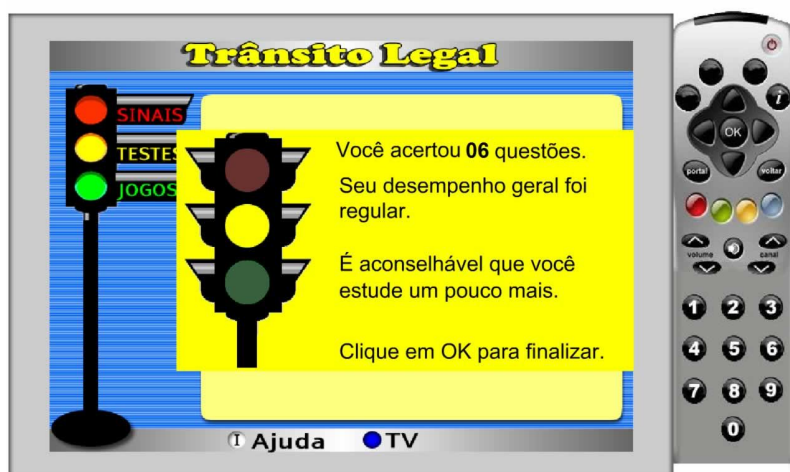 Trânsito Legal
SINAIS
TESTES
JOGOS
Você acertou 06 questões.
Seu desempenho geral foi
regular.
É aconselhável que você
estude um pouco mais.
Clique em OK para finalizar.
I Ajuda TV
i
OK
portal voltar
volume canal
1 2 3
4 5 6
7 8 9
0